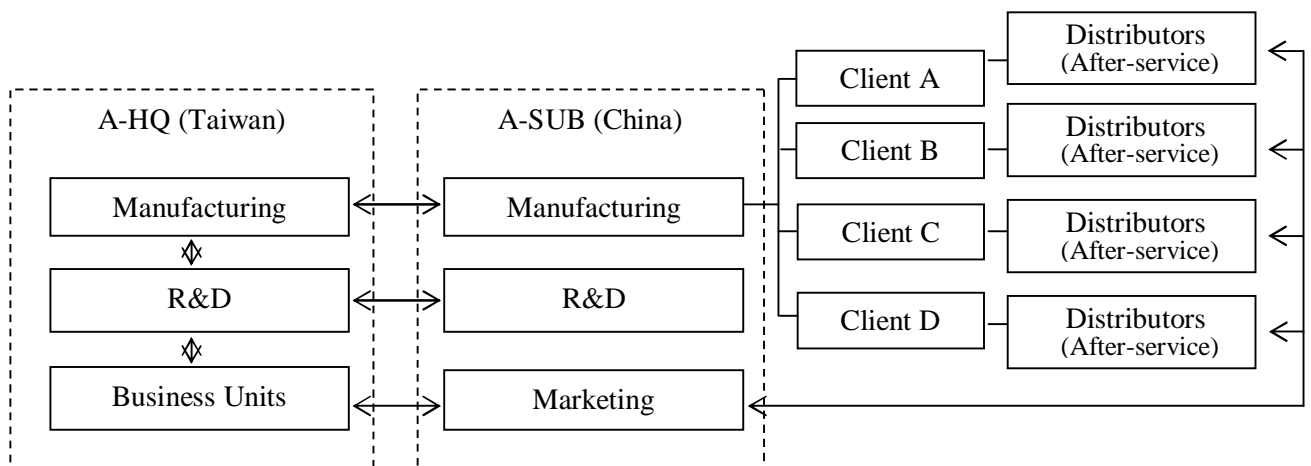 A-HQ (Taiwan)
Manufacturing
R&D
Business Units
A-SUB (China)
Manufacturing
R&D
Marketing
Client A
Distributors
(After-service)
Client B
Distributors
(After-service)
Client C
Distributors
(After-service)
Client D
Distributors
(After-service)